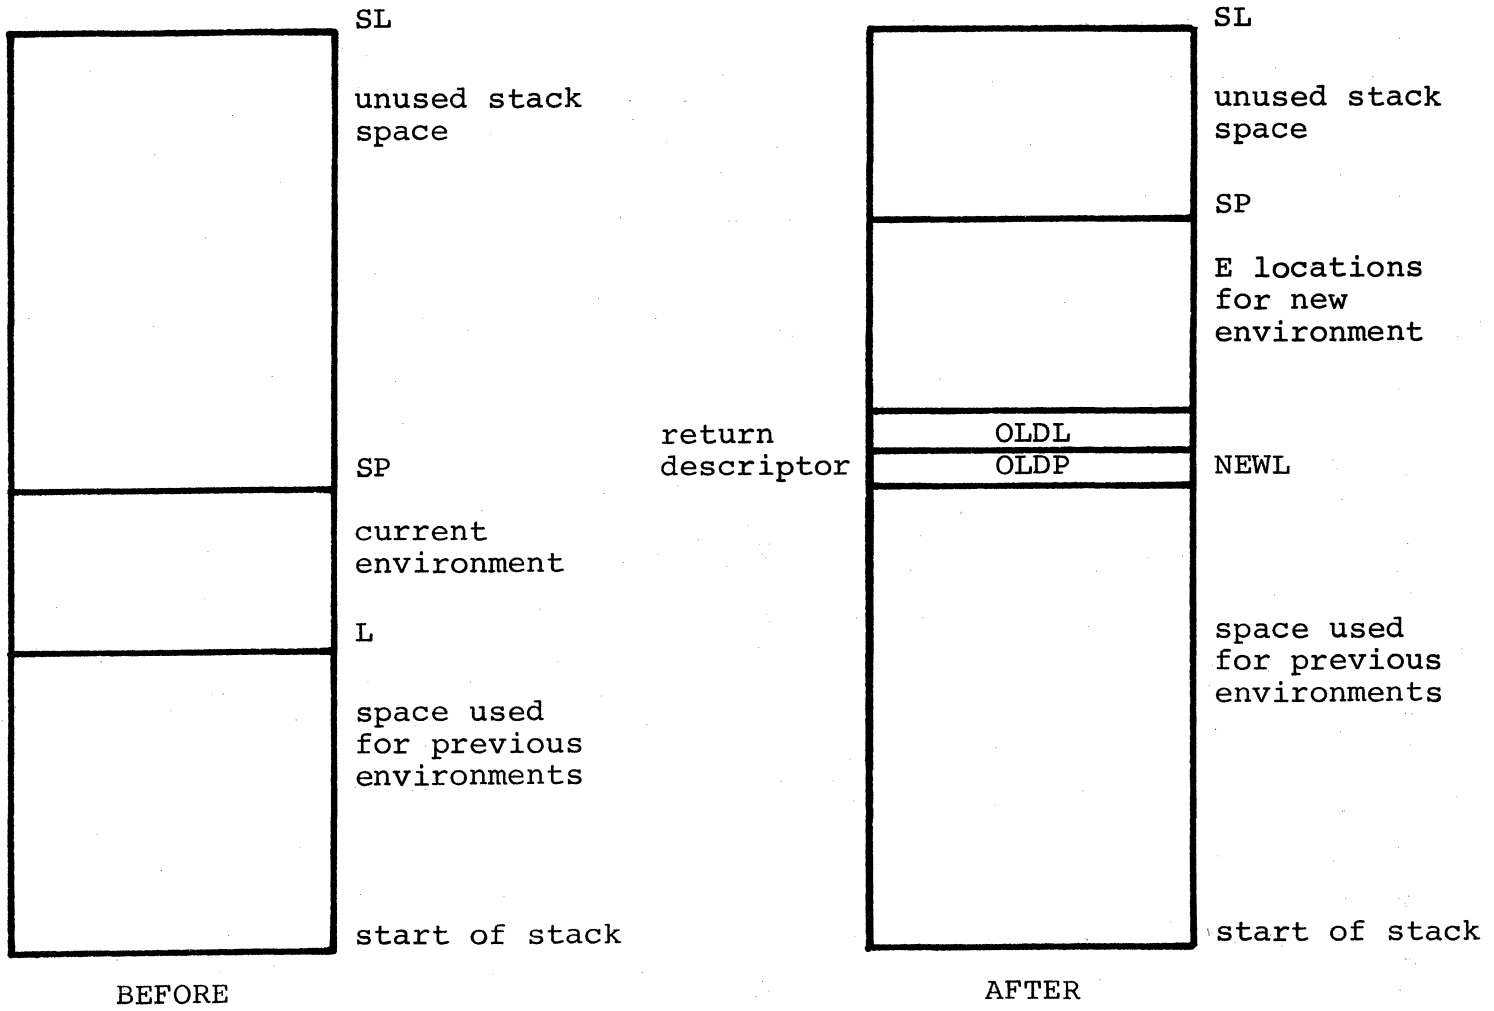 SL
unused stack
space
SP
current
environment
L
space used
for previous
environments
start of stack
BEFORE
SL
unused stack
space
SP
E locations
for new
environment
return
descriptor
OLDL
OLDP
NEWL
space used
for previous
environments
start of stack
AFTER